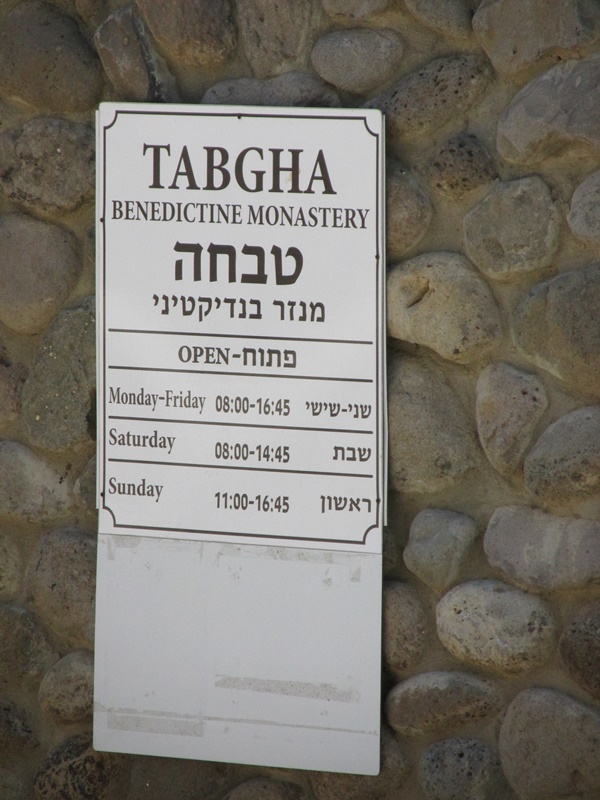 TABGHA
BENEDICTINE MONASTERY
טבחה
מנזר בנדיקטיני
OPEN-פתוח
Monday-Friday 08:00-16:45 שני-שישי
Saturday 08:00-14:45 שבת
Sunday 11:00-16:45 ראשון